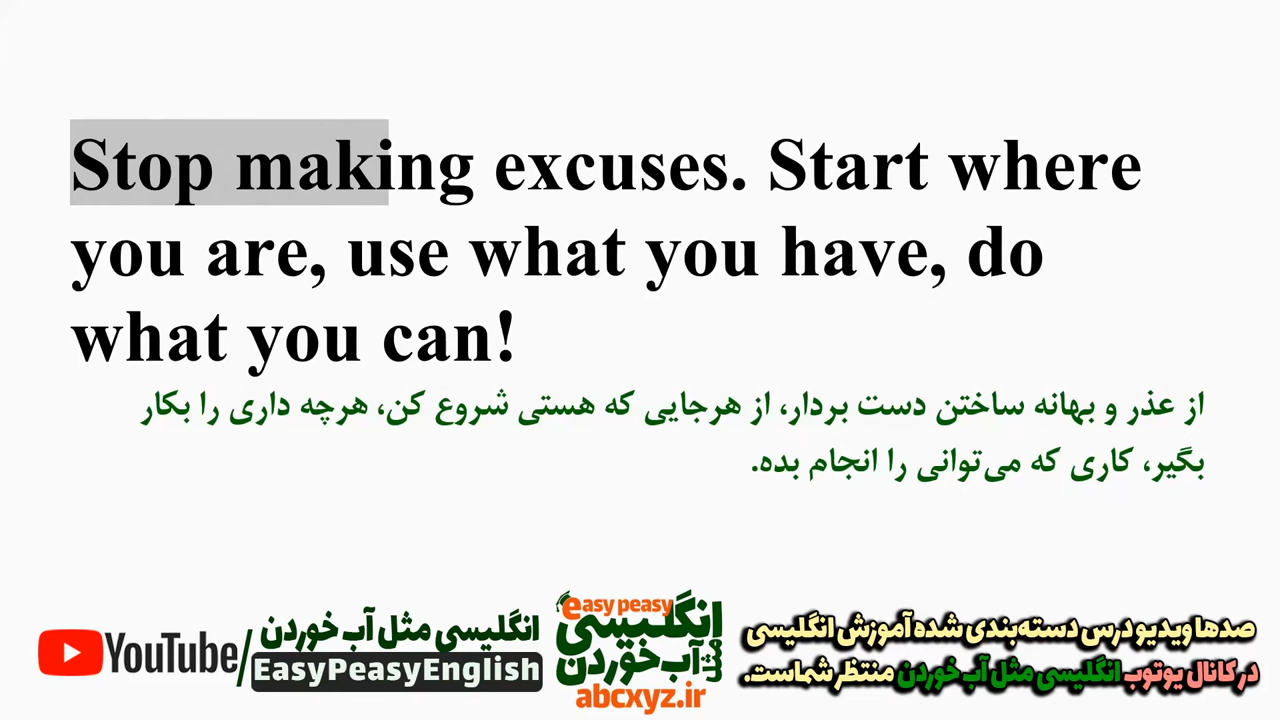 Stop making excuses. Start where
you are, use what you have, do
what you can!
از عذر و بهانه ساختن دست بردار، از هرجایی که هستی شروع کن، هرچه داری را بکار
بگیر، کاری که می‌توانی را انجام بده.
YouTube/
انگلیسی مثل آب خوردن
EasyPeasyEnglish
easy peasy
انگلیسی
مثل
آب خوردن
abcxyz.ir
صدها ویدیو درس دسته‌بندی شده آموزش انگلیسی
در کانال یوتوب انگلیسی مثل آب خوردن منتظر شماست.